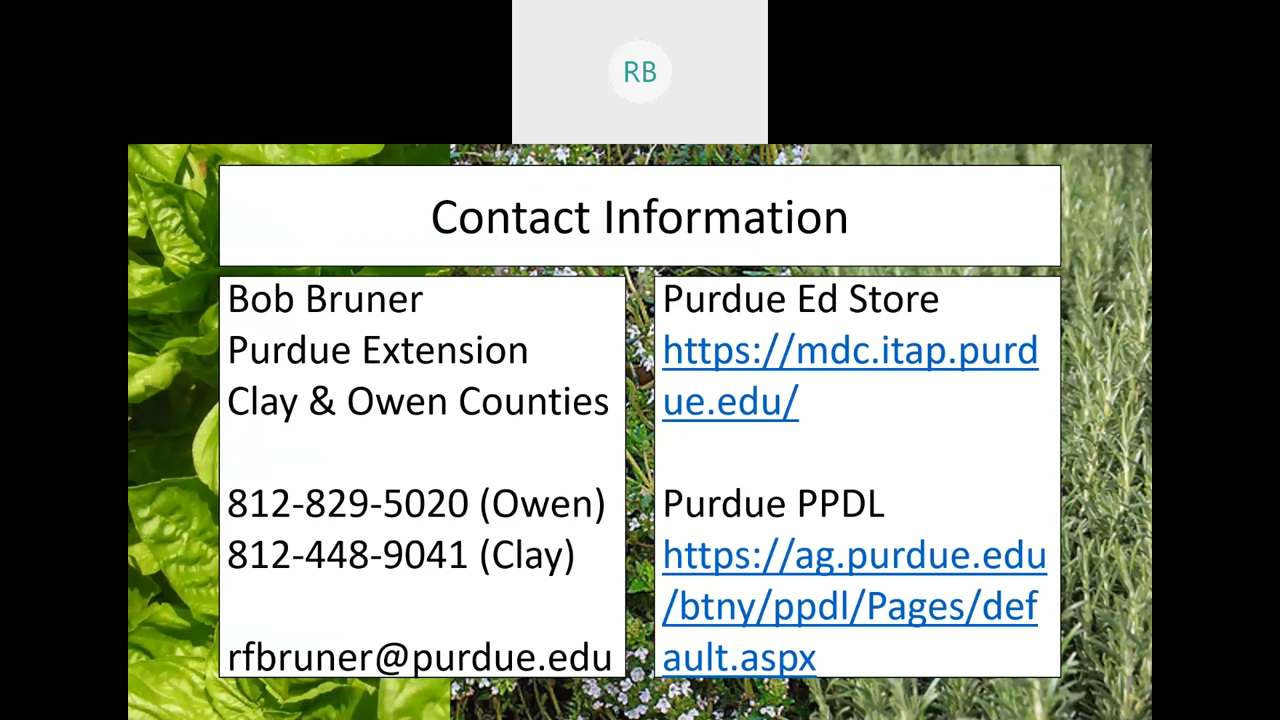 RB
Contact Information
Bob Bruner
Purdue Extension
Clay & Owen Counties
812-829-5020 (Owen)
812-448-9041 (Clay)
rfbruner@purdue.edu
Purdue Ed Store
https://mdc.itap.purd
ue.edu/
Purdue PPDL
https://ag.purdue.edu
/btny/ppdl/Pages/def
ault.aspx